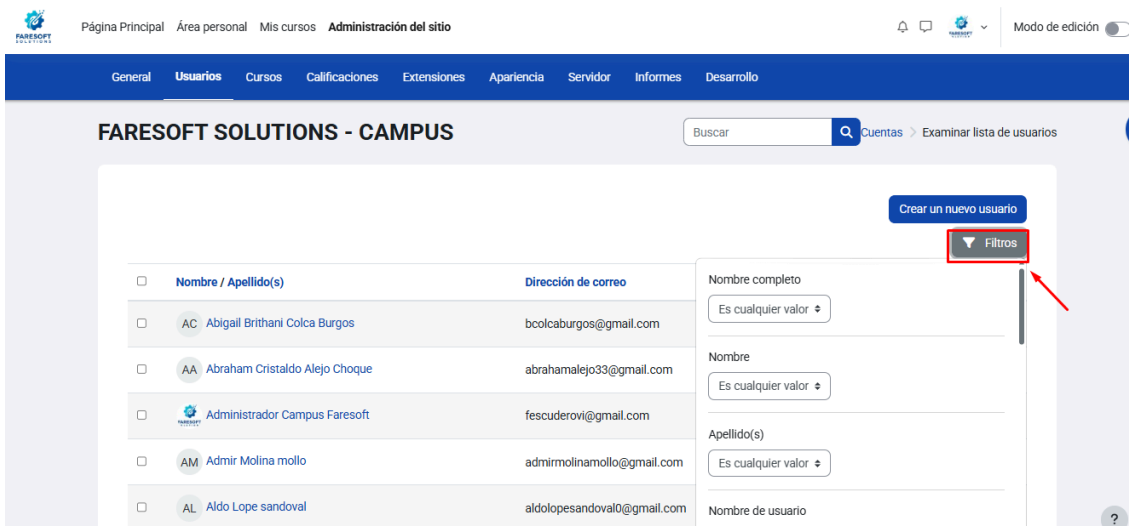 FARESOFT
SOLUTIONS
Página Principal Área personal Mis cursos Administración del sitio
Modo de edición
General Usuarios Cursos Calificaciones Extensiones Apariencia Servidor Informes Desarrollo
FARESOFT SOLUTIONS - CAMPUS
Buscar
Cuentas > Examinar lista de usuarios
Crear un nuevo usuario
Filtros
Nombre / Apellido(s) Dirección de correo
AC Abigail Brithani Colca Burgos bcolcaburgos@gmail.com
AA Abraham Cristaldo Alejo Choque abrahamalejo33@gmail.com
Administrador Campus Faresoft fescuderovi@gmail.com
AM Admir Molina mollo admirmolinamollo@gmail.com
AL Aldo Lope sandoval aldolopesandoval0@gmail.com
Nombre completo
Es cualquier valor
Nombre
Es cualquier valor
Apellido(s)
Es cualquier valor
Nombre de usuario
?